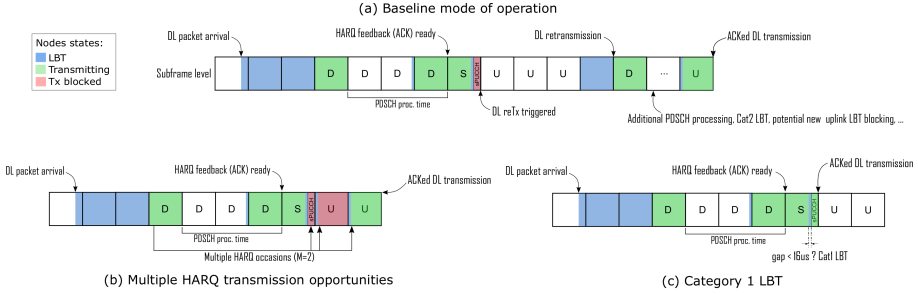 (a) Baseline mode of operation
Nodes states:
LBT
Transmitting
Tx blocked
DL packet arrival
HARQ feedback (ACK) ready
DL retransmission
ACKed DL transmission
Subframe level
D D D D S sPUCCH U U U D ... U
PDSCH proc. time
DL reTx triggered
Additional PDSCH processing, Cat2 LBT, potential new uplink LBT blocking, ...
DL packet arrival
HARQ feedback (ACK) ready
ACKed DL transmission
D D D D S sPUCCH U U
PDSCH proc. time
Multiple HARQ occasions (M=2)
(b) Multiple HARQ transmission opportunities
DL packet arrival
HARQ feedback (ACK) ready
ACKed DL transmission
D D D D S sPUCCH U U
PDSCH proc. time
gap < 16us ? Cat1 LBT
(c) Category 1 LBT